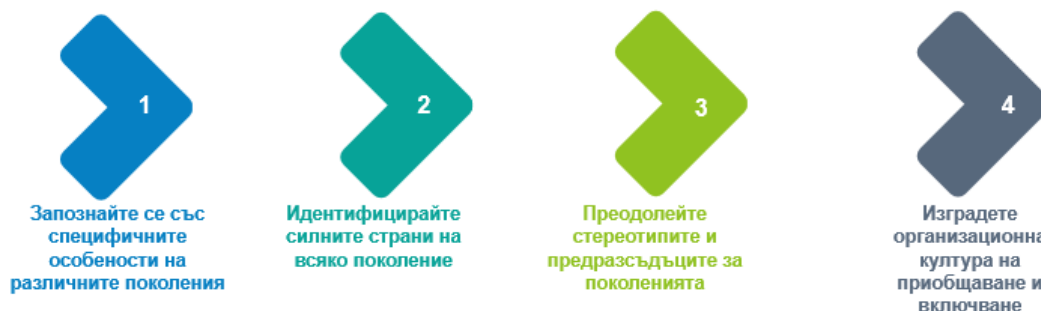 1
Запознайте се със
специфичните
особености на
различните поколения
2
Идентифицирайте
силните страни на
всяко поколение
3
Преодолейте
стереотипите и
предразсъдъците за
поколенията
4
Изградете
организационна
култура на
приобщаване и
включване